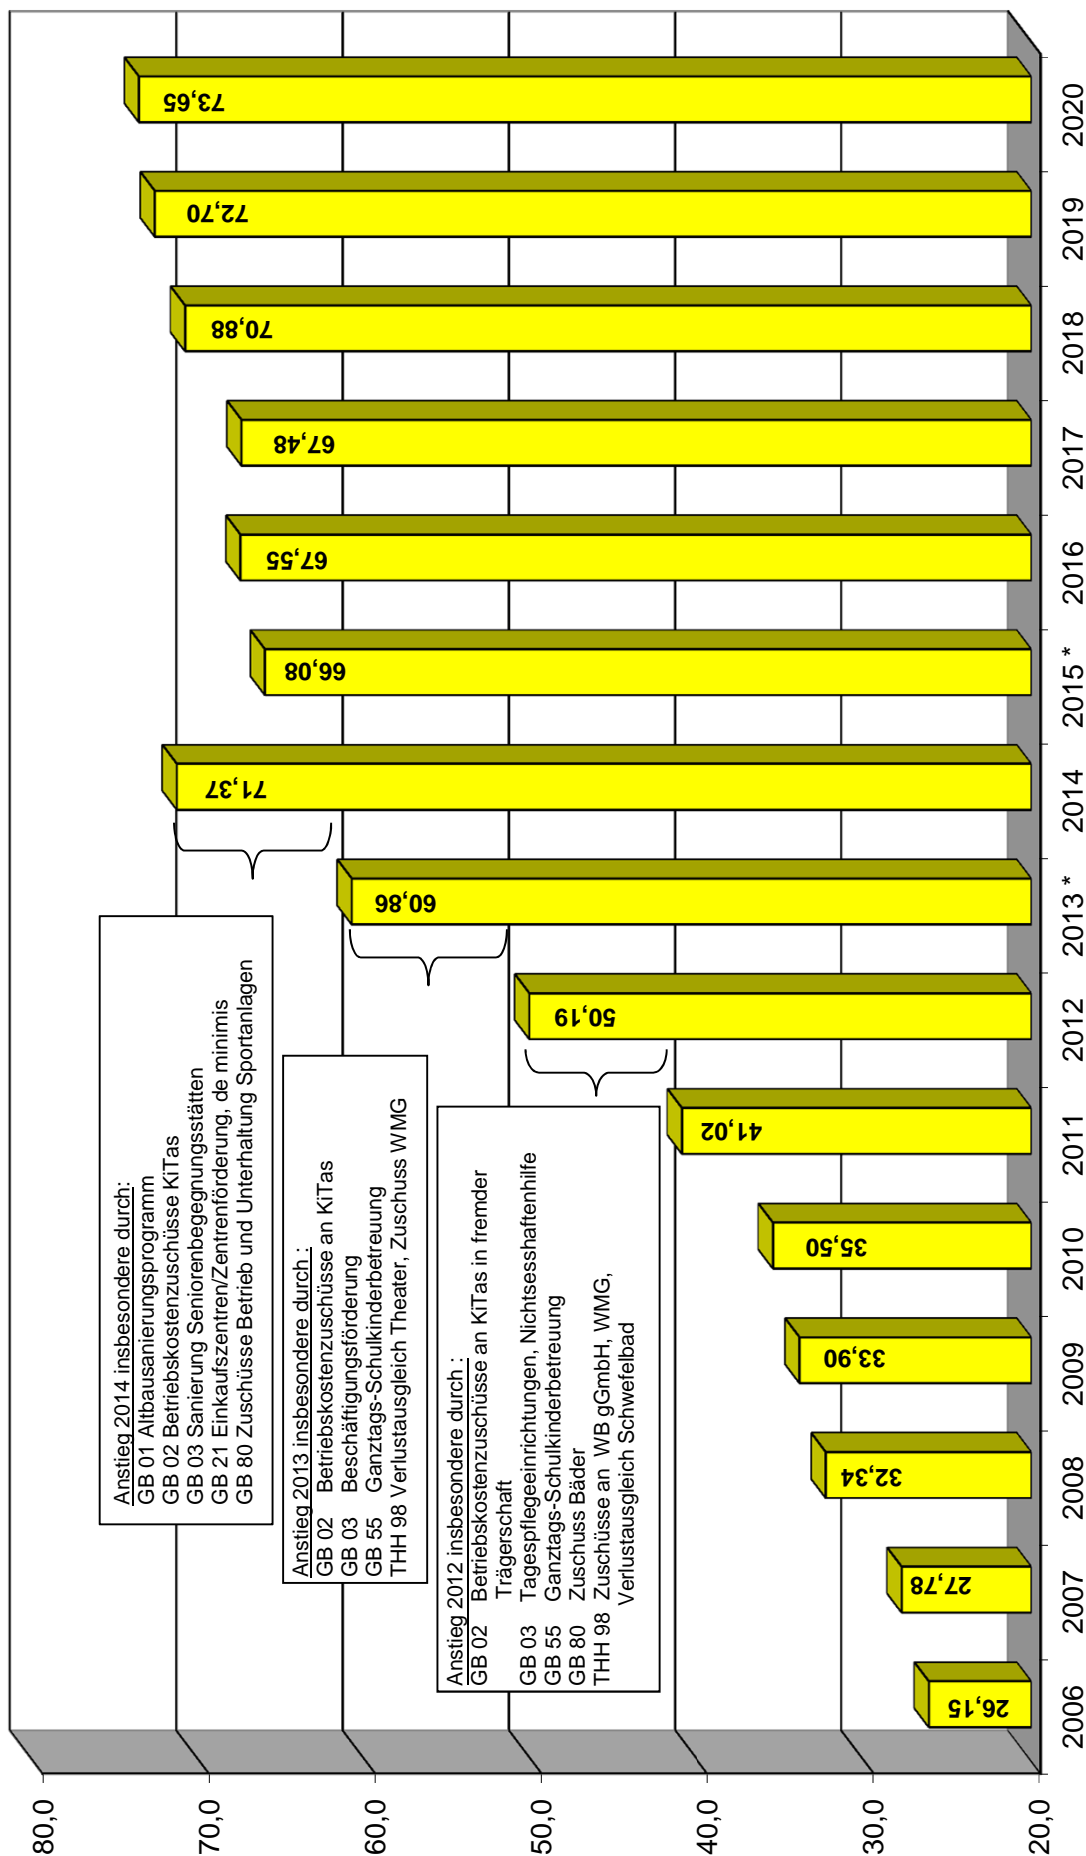 80,0
70,0
60,0
50,0
40,0
30,0
20,0
Anstieg 2014 insbesondere durch:
GB 01 Altbausanierungsprogramm
GB 02 Betriebskostenzuschüsse KiTas
GB 03 Sanierung Seniorenbegegnungsstätten
GB 21 Einkaufszentren/Zentrenförderung, de minimis
GB 80 Zuschüsse Betrieb und Unterhaltung Sportanlagen
Anstieg 2013 insbesondere durch :
GB 02 Betriebskostenzuschüsse an KiTas
GB 03 Beschäftigungsförderung
GB 55 Ganztags-Schulkinderbetreuung
THH 98 Verlustausgleich Theater, Zuschuss WMG
Anstieg 2012 insbesondere durch :
GB 02 Betriebskostenzuschüsse an KiTas in fremder
Trägerschaft
GB 03 Tagespflegeeinrichtungen, Nichtsesshaftenhilfe
GB 55 Ganztags-Schulkinderbetreuung
GB 80 Zuschuss Bäder
THH 98 Zuschüsse an WB gGmbH, WMG,
Verlustausgleich Schwefelbad
26,15
27,78
32,34
33,90
35,50
41,02
50,19
60,86
71,37
66,08
67,55
67,48
70,88
72,70
73,65
2006
2007
2008
2009
2010
2011
2012
2013 *
2014
2015 *
2016
2017
2018
2019
2020